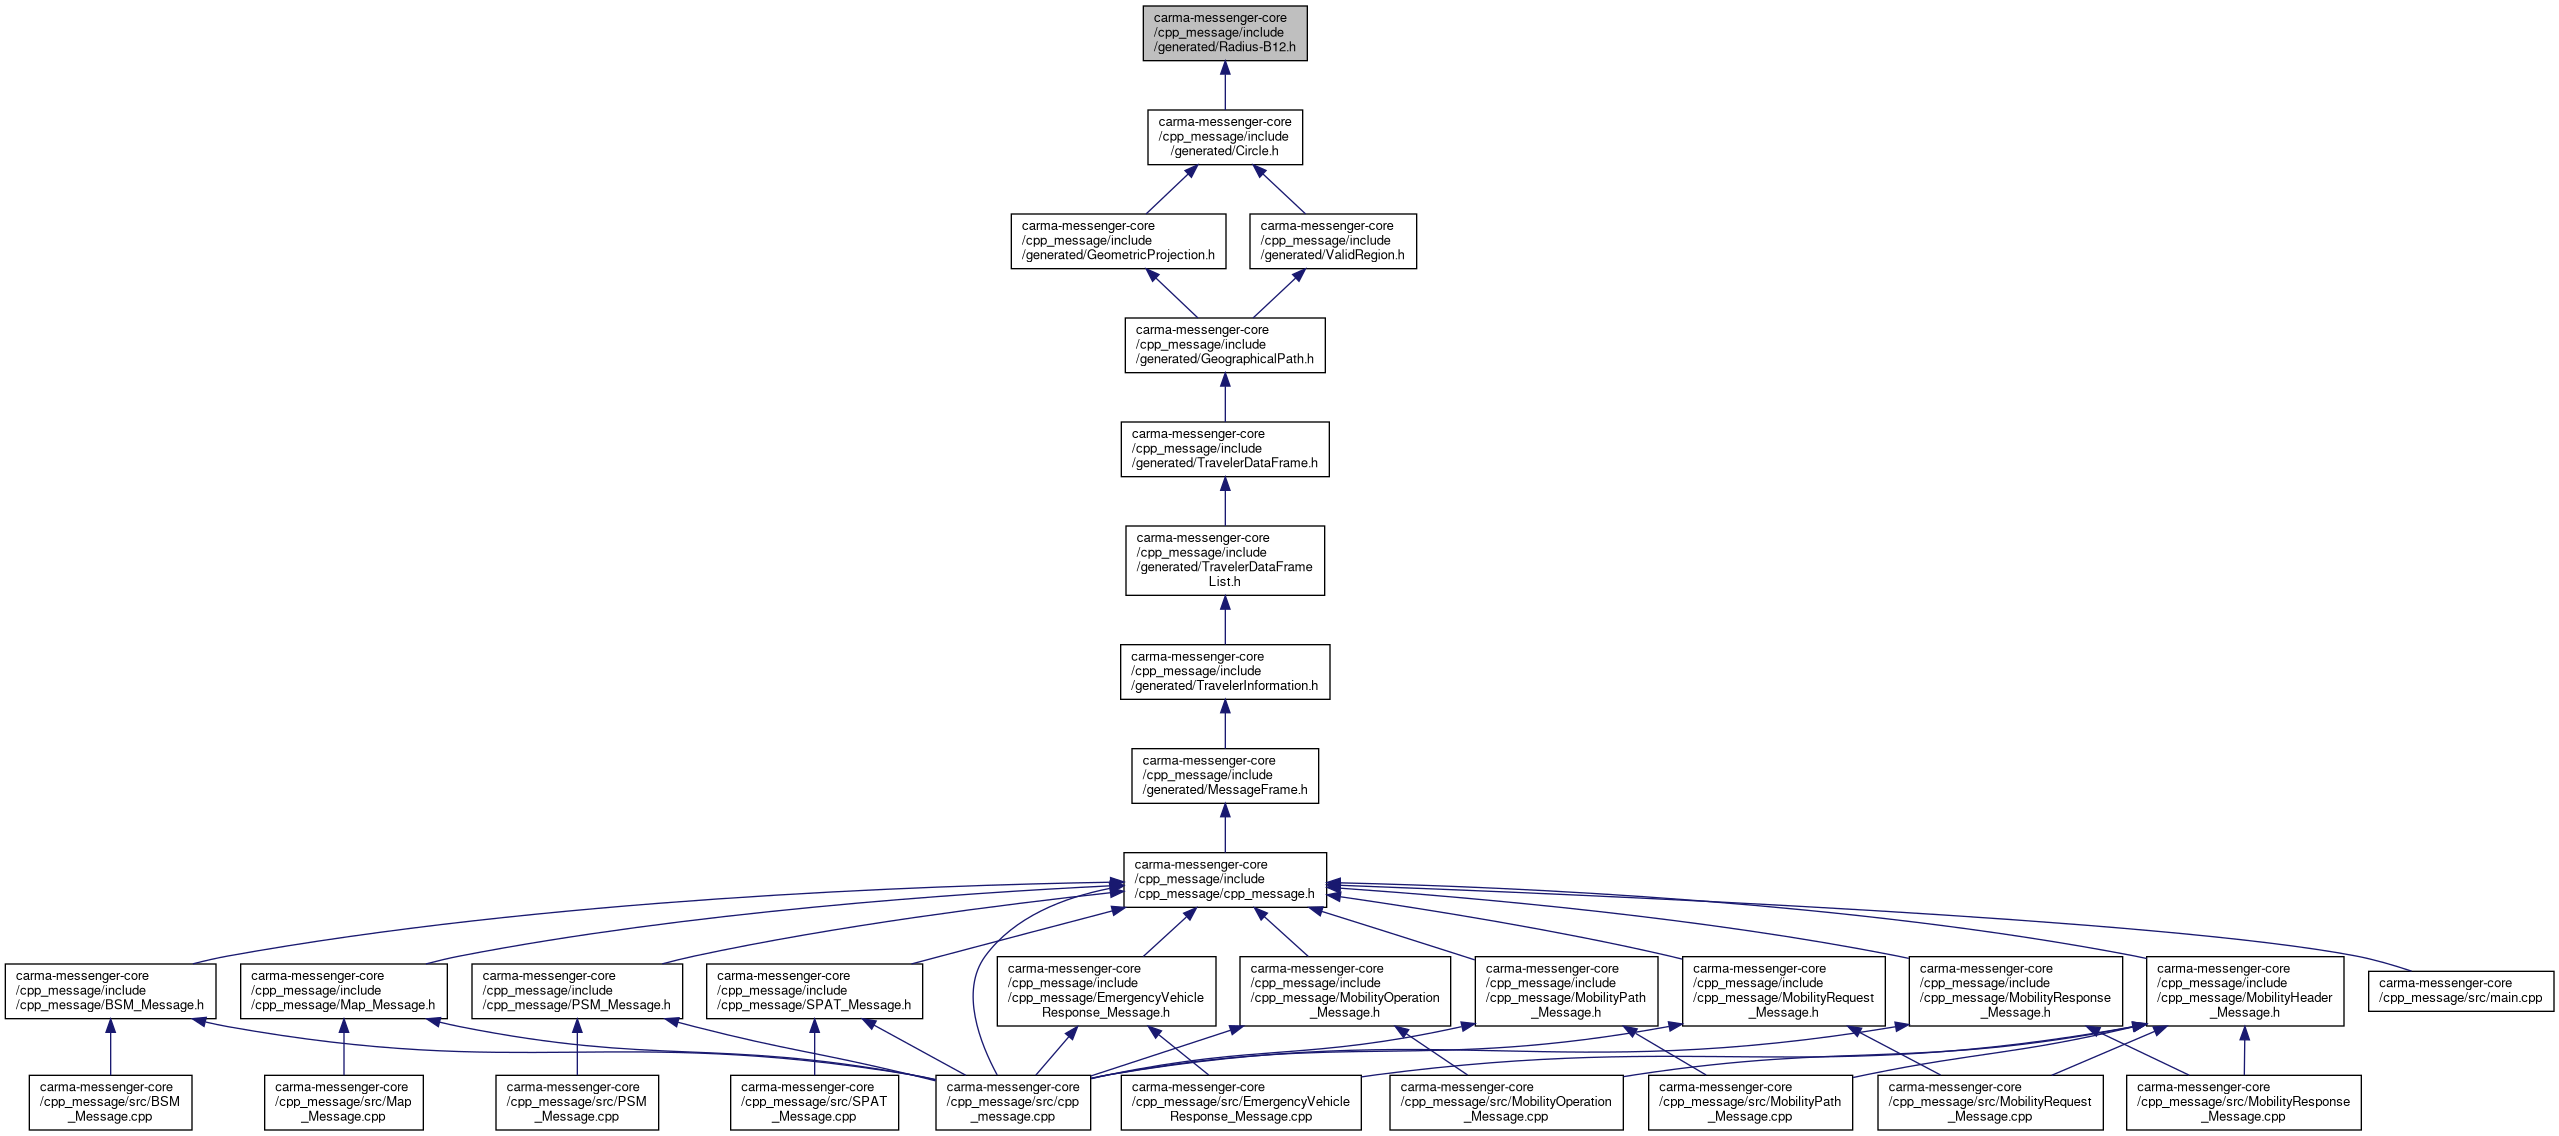 carma-messenger-core
/cpp_message/include
/generated/Radius-B12.h
carma-messenger-core
/cpp_message/include
/generated/Circle.h
carma-messenger-core
/cpp_message/include
/generated/GeometricProjection.h
carma-messenger-core
/cpp_message/include
/generated/ValidRegion.h
carma-messenger-core
/cpp_message/include
/generated/GeographicalPath.h
carma-messenger-core
/cpp_message/include
/generated/TravelerDataFrame.h
carma-messenger-core
/cpp_message/include
/generated/TravelerDataFrame
List.h
carma-messenger-core
/cpp_message/include
/generated/TravelerInformation.h
carma-messenger-core
/cpp_message/include
/generated/MessageFrame.h
carma-messenger-core
/cpp_message/include
/cpp_message/cpp_message.h
carma-messenger-core
/cpp_message/include
/cpp_message/BSM_Message.h
carma-messenger-core
/cpp_message/include
/cpp_message/Map_Message.h
carma-messenger-core
/cpp_message/include
/cpp_message/PSM_Message.h
carma-messenger-core
/cpp_message/include
/cpp_message/SPAT_Message.h
carma-messenger-core
/cpp_message/include
/cpp_message/EmergencyVehicle
Response_Message.h
carma-messenger-core
/cpp_message/include
/cpp_message/MobilityOperation
_Message.h
carma-messenger-core
/cpp_message/include
/cpp_message/MobilityPath
_Message.h
carma-messenger-core
/cpp_message/include
/cpp_message/MobilityRequest
_Message.h
carma-messenger-core
/cpp_message/include
/cpp_message/MobilityResponse
_Message.h
carma-messenger-core
/cpp_message/include
/cpp_message/MobilityHeader
_Message.h
carma-messenger-core
/cpp_message/src/main.cpp
carma-messenger-core
/cpp_message/src/BSM
_Message.cpp
carma-messenger-core
/cpp_message/src/Map
_Message.cpp
carma-messenger-core
/cpp_message/src/PSM
_Message.cpp
carma-messenger-core
/cpp_message/src/SPAT
_Message.cpp
carma-messenger-core
/cpp_message/src/cpp
_message.cpp
carma-messenger-core
/cpp_message/src/EmergencyVehicle
Response_Message.cpp
carma-messenger-core
/cpp_message/src/MobilityOperation
_Message.cpp
carma-messenger-core
/cpp_message/src/MobilityPath
_Message.cpp
carma-messenger-core
/cpp_message/src/MobilityRequest
_Message.cpp
carma-messenger-core
/cpp_message/src/MobilityResponse
_Message.cpp